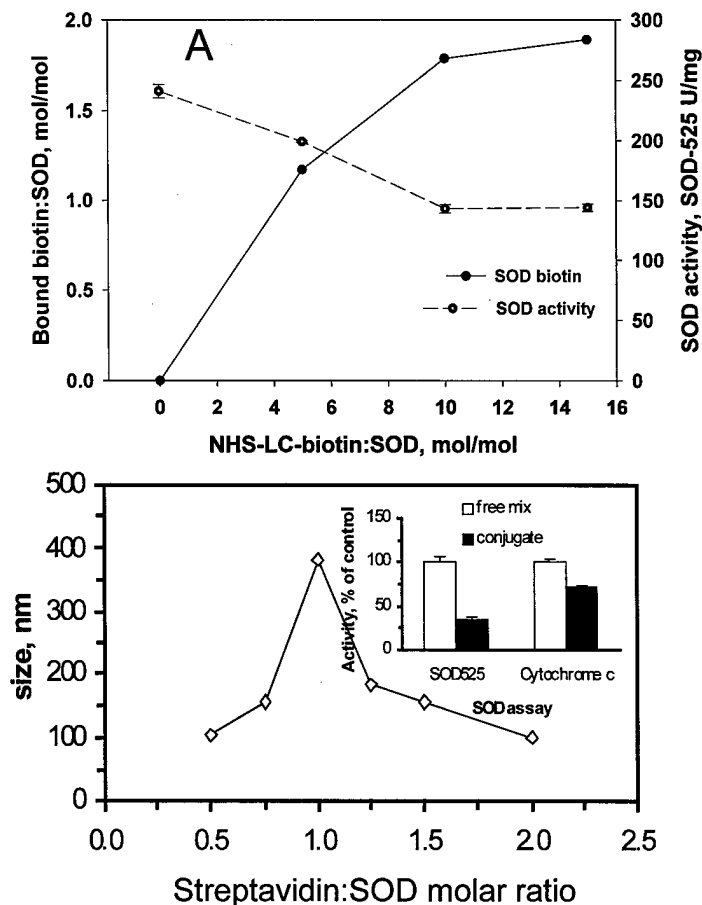 A
2.0
1.5
1.0
0.5
0.0
Bound biotin:SOD, mol/mol
300
250
200
150
100
50
0
SOD activity, SOD-525 U/mg
SOD biotin
SOD activity
0 2 4 6 8 10 12 14 16
NHS-LC-biotin:SOD, mol/mol
500
400
300
200
100
0
size, nm
150
100
50
0
Activity, % of control
free mix
conjugate
SOD525 Cytochrome c
SOD assay
0.0 0.5 1.0 1.5 2.0 2.5
Streptavidin:SOD molar ratio